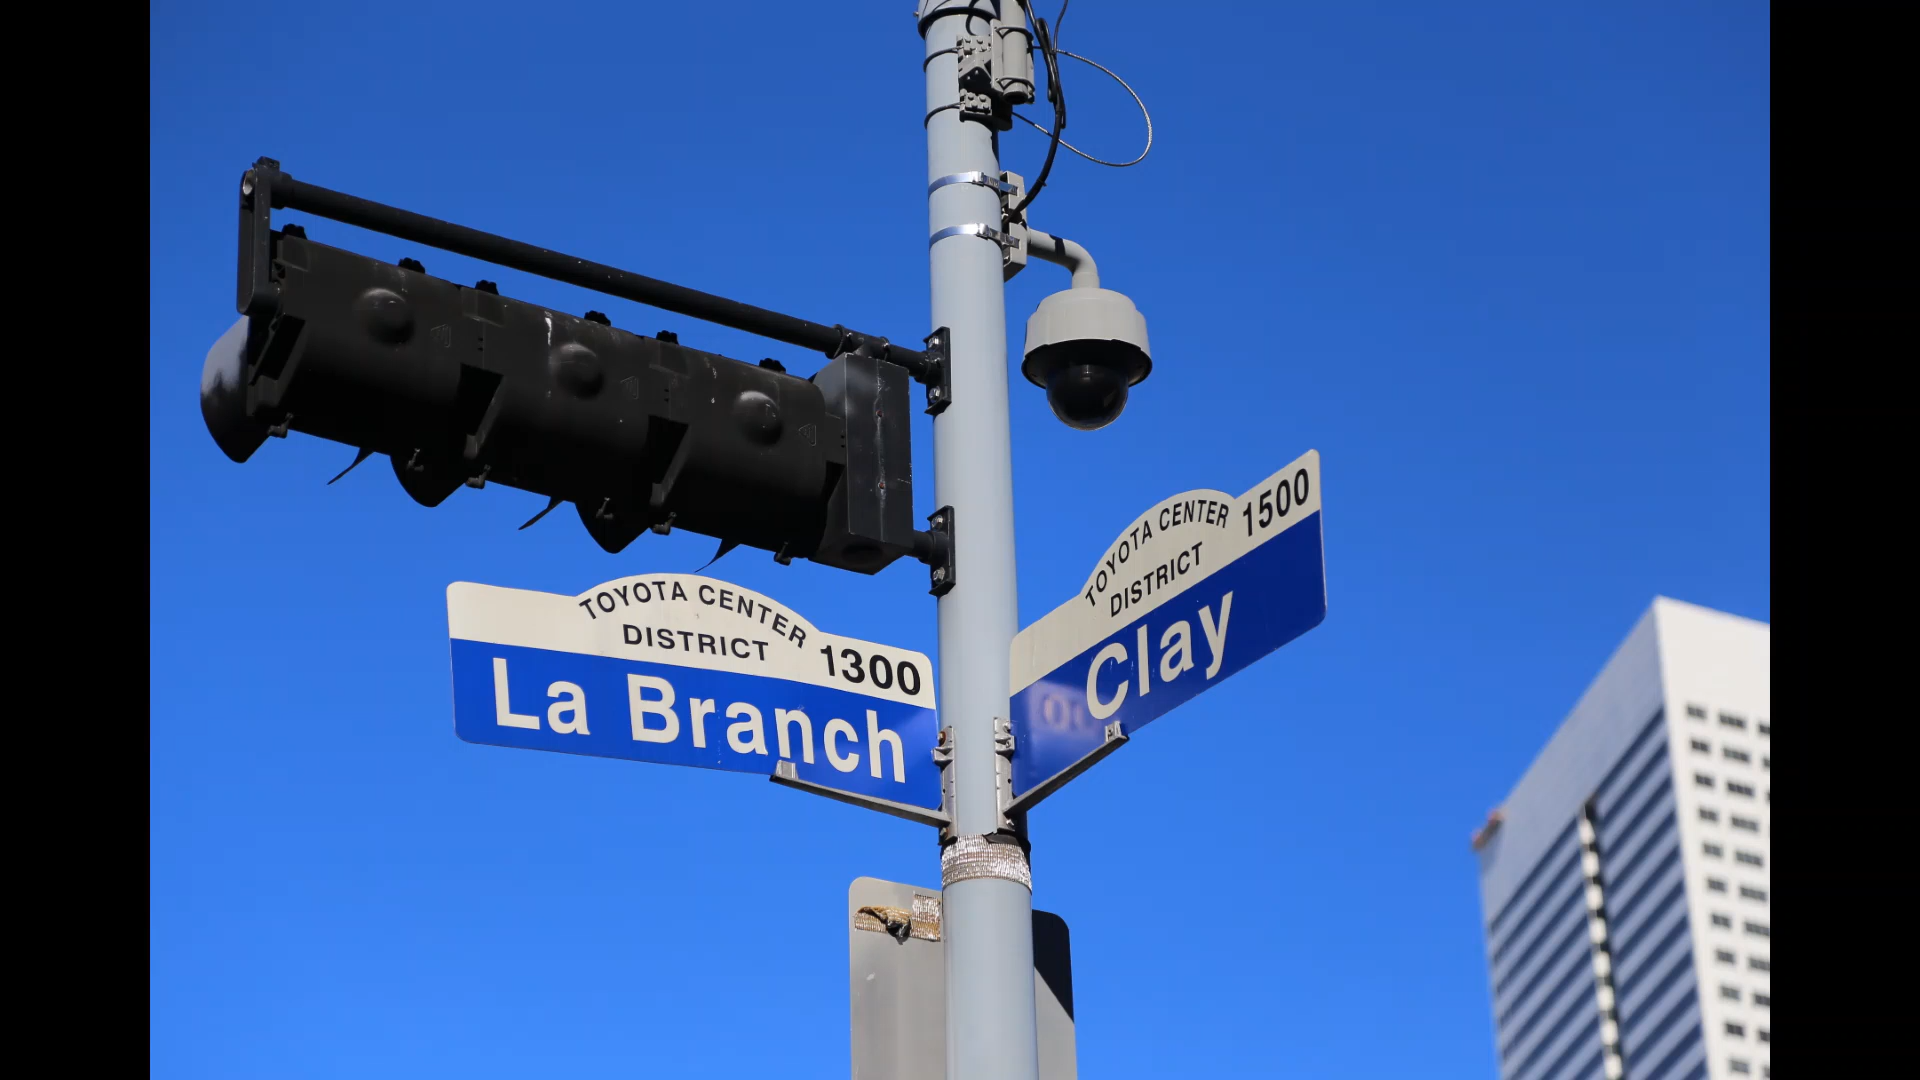 TOYOTA CENTER
DISTRICT
1300
La Branch
TOYOTA CENTER
DISTRICT
1500
Clay